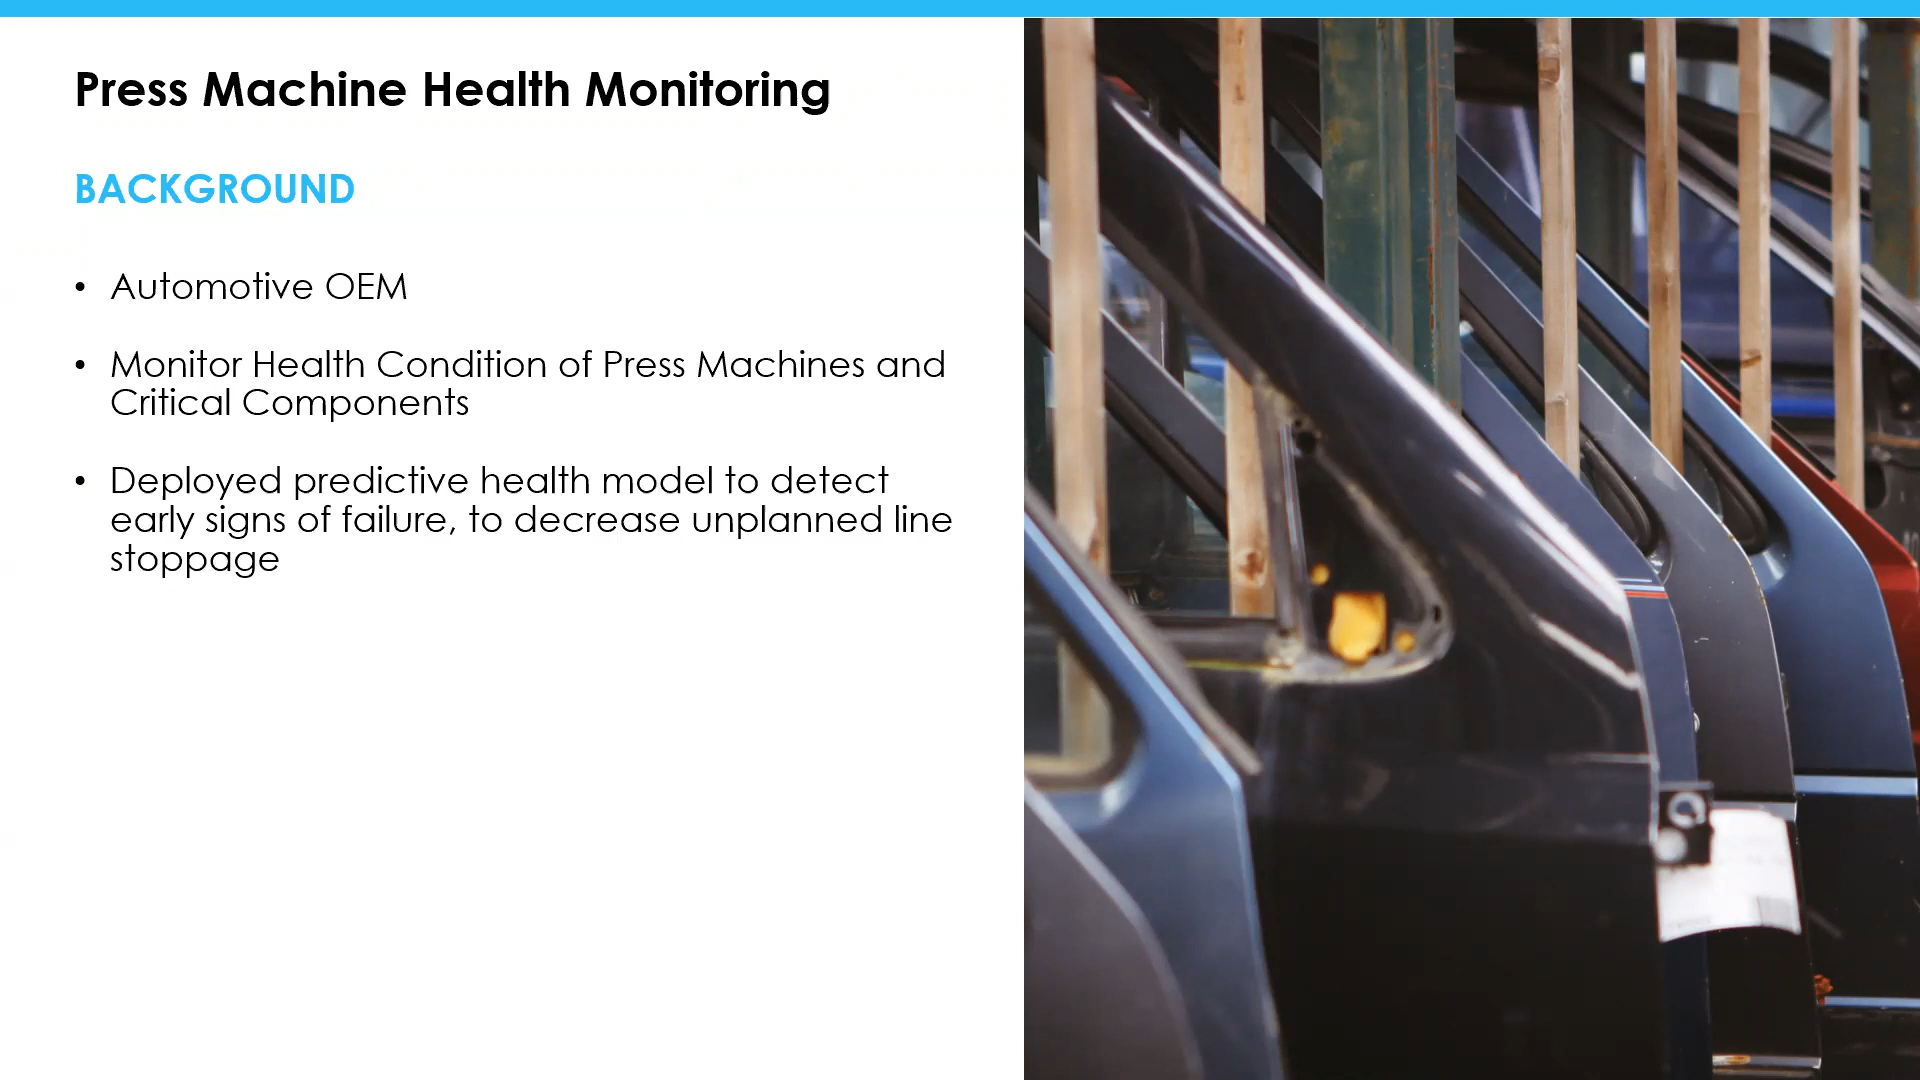 Press Machine Health Monitoring
BACKGROUND
• Automotive OEM
• Monitor Health Condition of Press Machines and
Critical Components
• Deployed predictive health model to detect
early signs of failure, to decrease unplanned line
stoppage